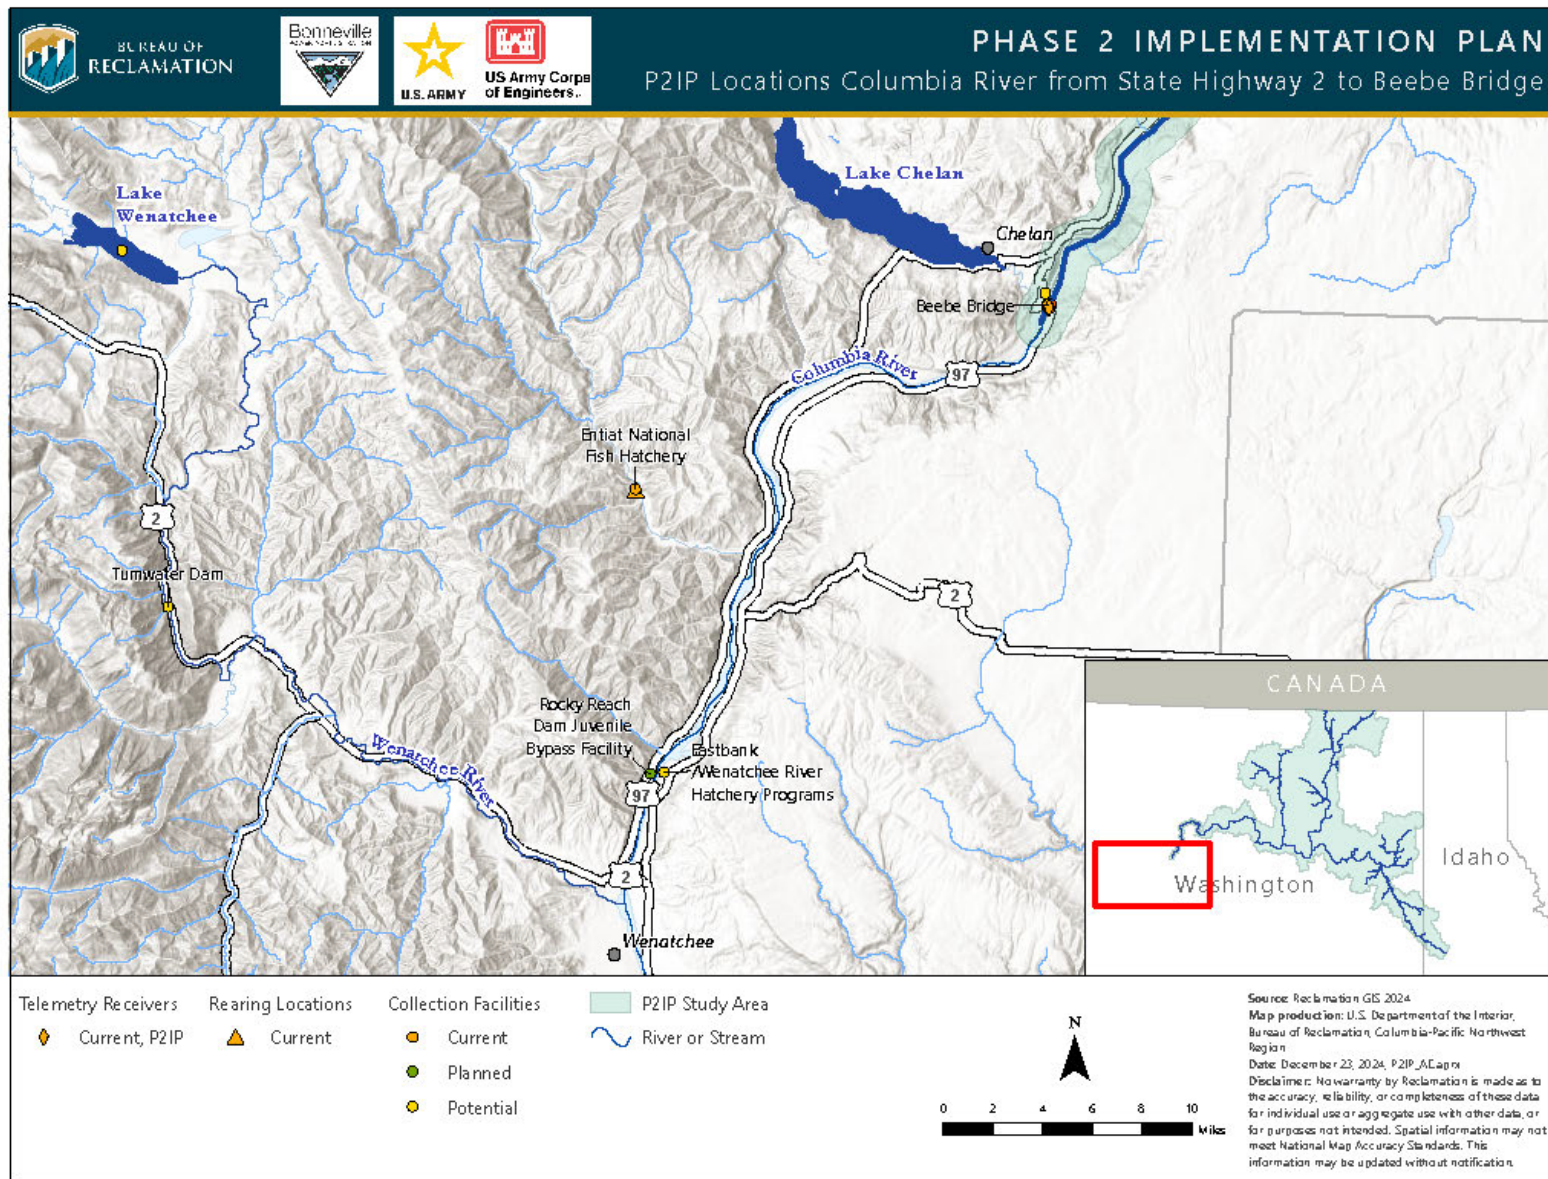 BUREAU OF
RECLAMATION
Bonneville
POWER ADMINISTRATION
U.S. ARMY
US Army Corps
of Engineers.
PHASE 2 IMPLEMENTATION PLAN
P2IP Locations Columbia River from State Highway 2 to Beebe Bridge
Lake
Wenatchee
Lake Chelan
Chelan
Beebe Bridge
Columbia River
97
Entiat National
Fish Hatchery
2
Tumwater Dam
2
Rocky Reach
Dam Juvenile
Bypass Facility
Eastbank
/Wenatchee River
Hatchery Programs
97
Wenatchee River
2
Wenatchee
CANADA
Idaho
Washington
Telemetry Receivers
Current, P2IP
Rearing Locations
Current
Collection Facilities
Current
Planned
Potential
P2IP Study Area
River or Stream
N
0 2 4 6 8 10
Miles
Source: Reclamation GIS 2024
Map production: U.S. Department of the Interior,
Bureau of Reclamation, Columbia-Pacific Northwest
Region
Date: December 23, 2024, P2IP_AE.aprx
Disclaimer: No warranty by Reclamation is made as to
the accuracy, reliability, or completeness of these data
for individual use or aggregate use with other data, or
for purposes not intended. Spatial information may not
meet National Map Accuracy Standards. This
information may be updated without notification.